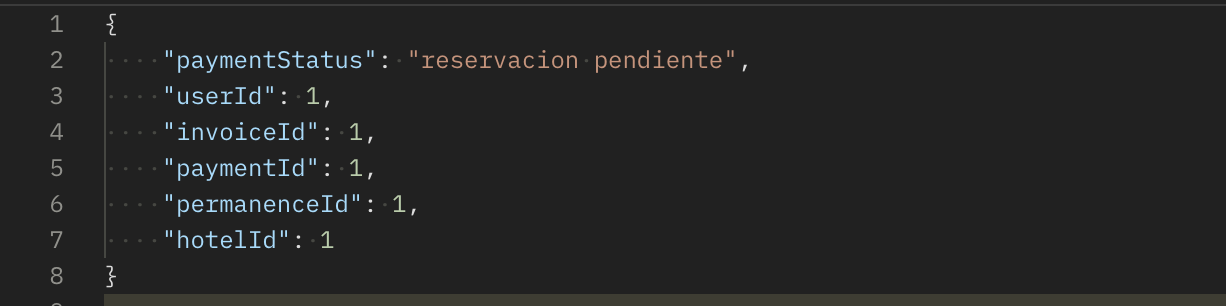 1 {
2 "paymentStatus": "reservacion pendiente",
3 "userId": 1,
4 "invoiceId": 1,
5 "paymentId": 1,
6 "permanenceId": 1,
7 "hotelId": 1
8 }